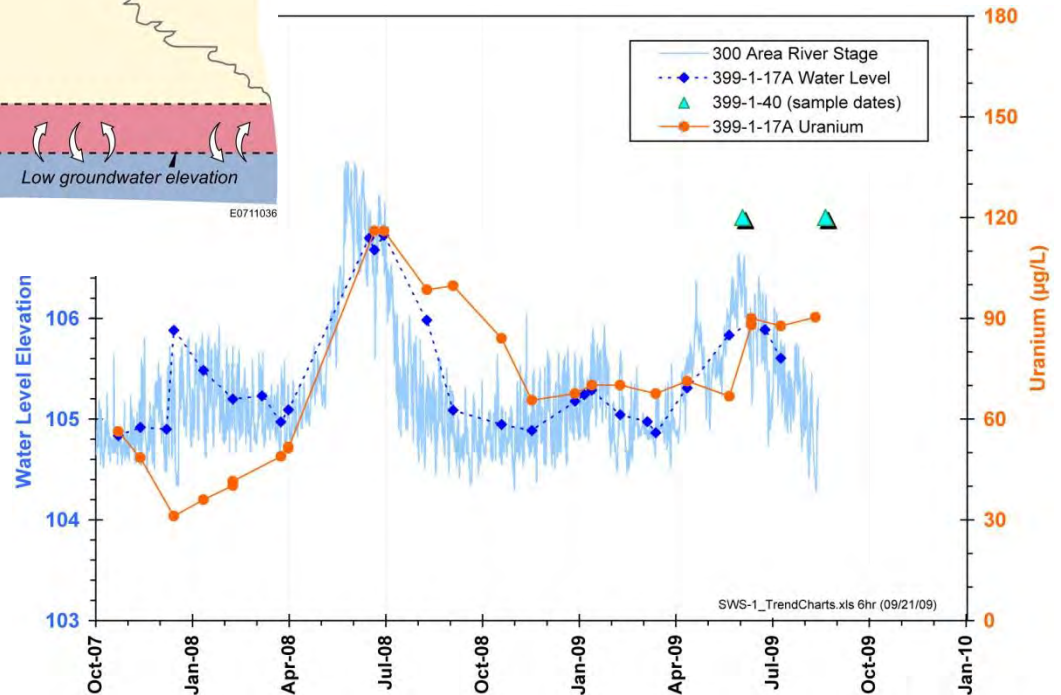 Low groundwater elevation
E0711036
300 Area River Stage
399-1-17A Water Level
399-1-40 (sample dates)
399-1-17A Uranium
Water Level Elevation
106
105
104
103
180
150
120
90
60
30
0
Uranium (µg/L)
SWS-1_TrendCharts.xls 6hr (09/21/09)
Oct-07
Jan-08
Apr-08
Jul-08
Oct-08
Jan-09
Apr-09
Jul-09
Oct-09
Jan-10